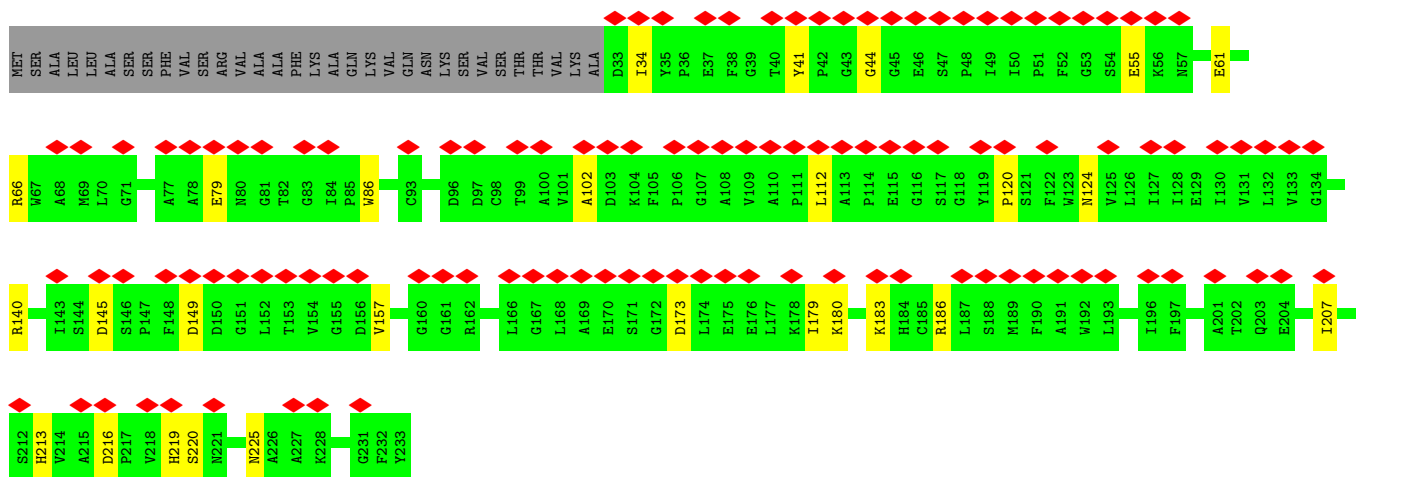 MET SER ALA LEU LEU ALA SER SER PHE VAL SER ARG VAL ALA ALA PHE LYS ALA GLN LYS VAL GLN ASN LYS SER VAL SER THR THR VAL LYS ALA D33 I34 Y35 P36 E37 F38 G39 T40 Y41 P42 G43 G44 G45 E46 S47 P48 I49 I50 P51 F52 G53 S54 E55 K56 N57 E61
R66 W67 A68 M69 L70 G71 A77 A78 E79 N80 G81 T82 G83 I84 P85 W86 C93 D96 D97 C98 T99 A100 V101 A102 D103 K104 F105 P106 G107 A108 V109 A110 P111 L112 A113 P114 E115 G116 S117 G118 Y119 P120 S121 F122 W123 N124 V125 L126 I127 I128 E129 I130 V131 L132 V133 G134
R140 I143 S144 D145 S146 P147 F148 D149 D150 G151 L152 T153 V154 G155 D156 V157 G160 G161 R162 L166 G167 L168 A169 E170 S171 G172 D173 L174 E175 E176 L177 K178 I179 K180 K183 H184 C185 R186 L187 S188 M189 F190 A191 W192 L193 I196 F197 A201 T202 Q203 E204 I207
S212 H213 V214 A215 D216 P217 V218 H219 S220 N221 N225 A226 A227 K228 G231 F232 Y233